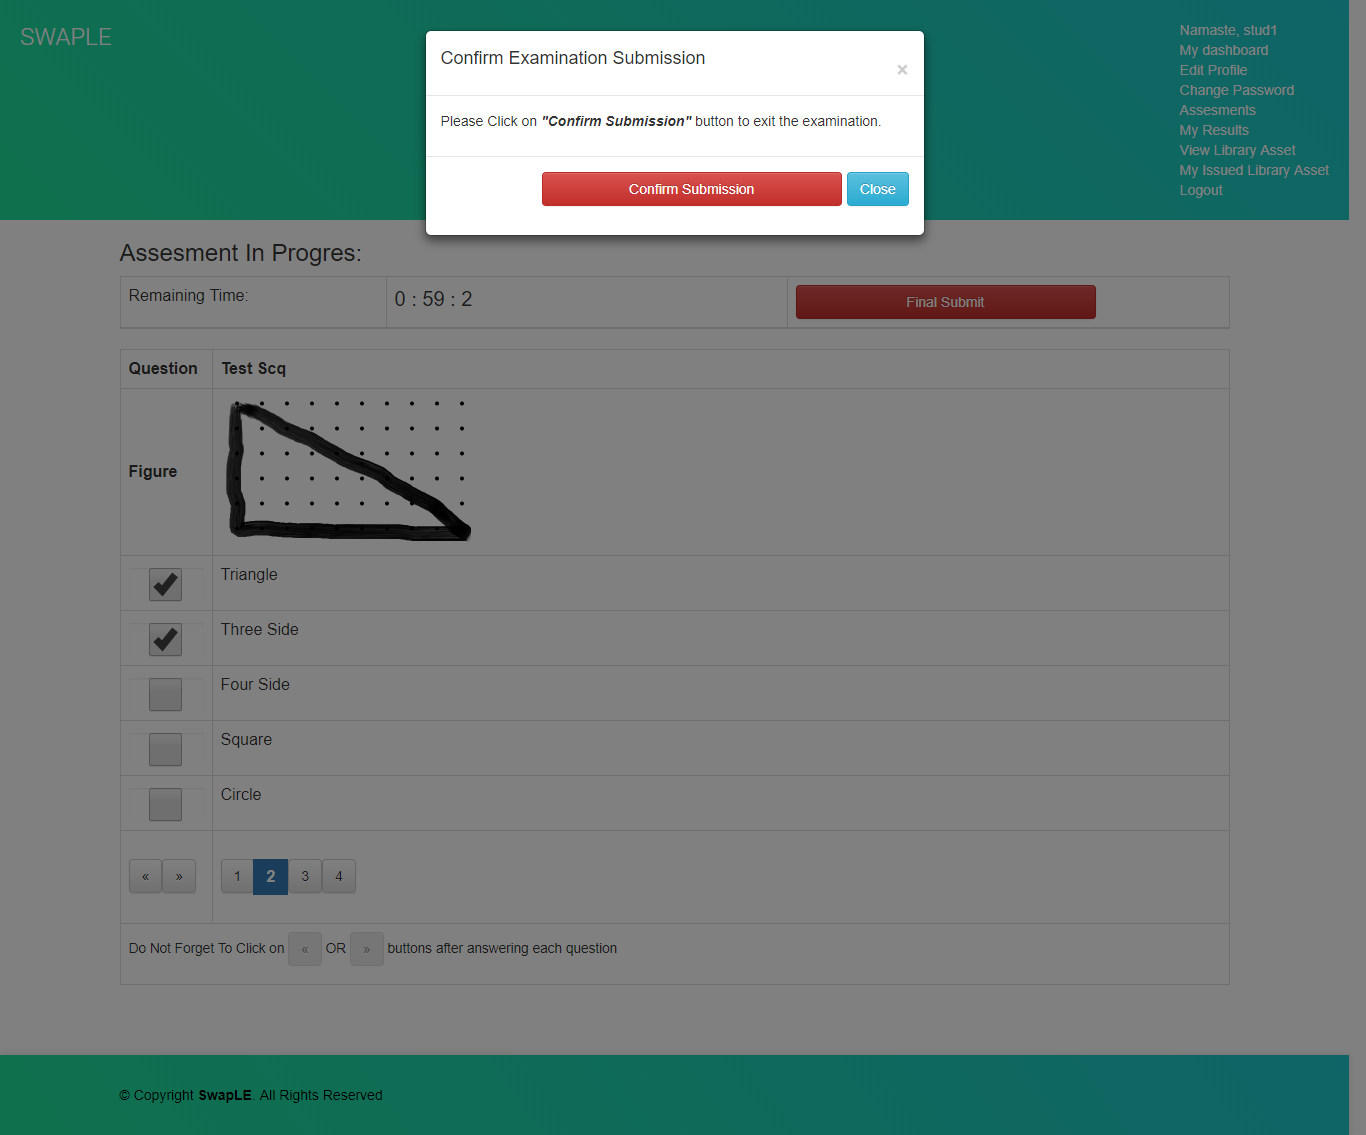 SWAPLE
Namaste, stud1
My dashboard
Edit Profile
Change Password
Assesments
My Results
View Library Asset
My Issued Library Asset
Logout
Confirm Examination Submission
×
Please Click on "Confirm Submission" button to exit the examination.
Confirm Submission Close
Assesment In Progres:
Remaining Time: 0 : 59 : 2 Final Submit
Question Test Scq
Figure
Triangle
Three Side
Four Side
Square
Circle
« » 1 2 3 4
Do Not Forget To Click on « OR » buttons after answering each question
© Copyright SwapLE. All Rights Reserved